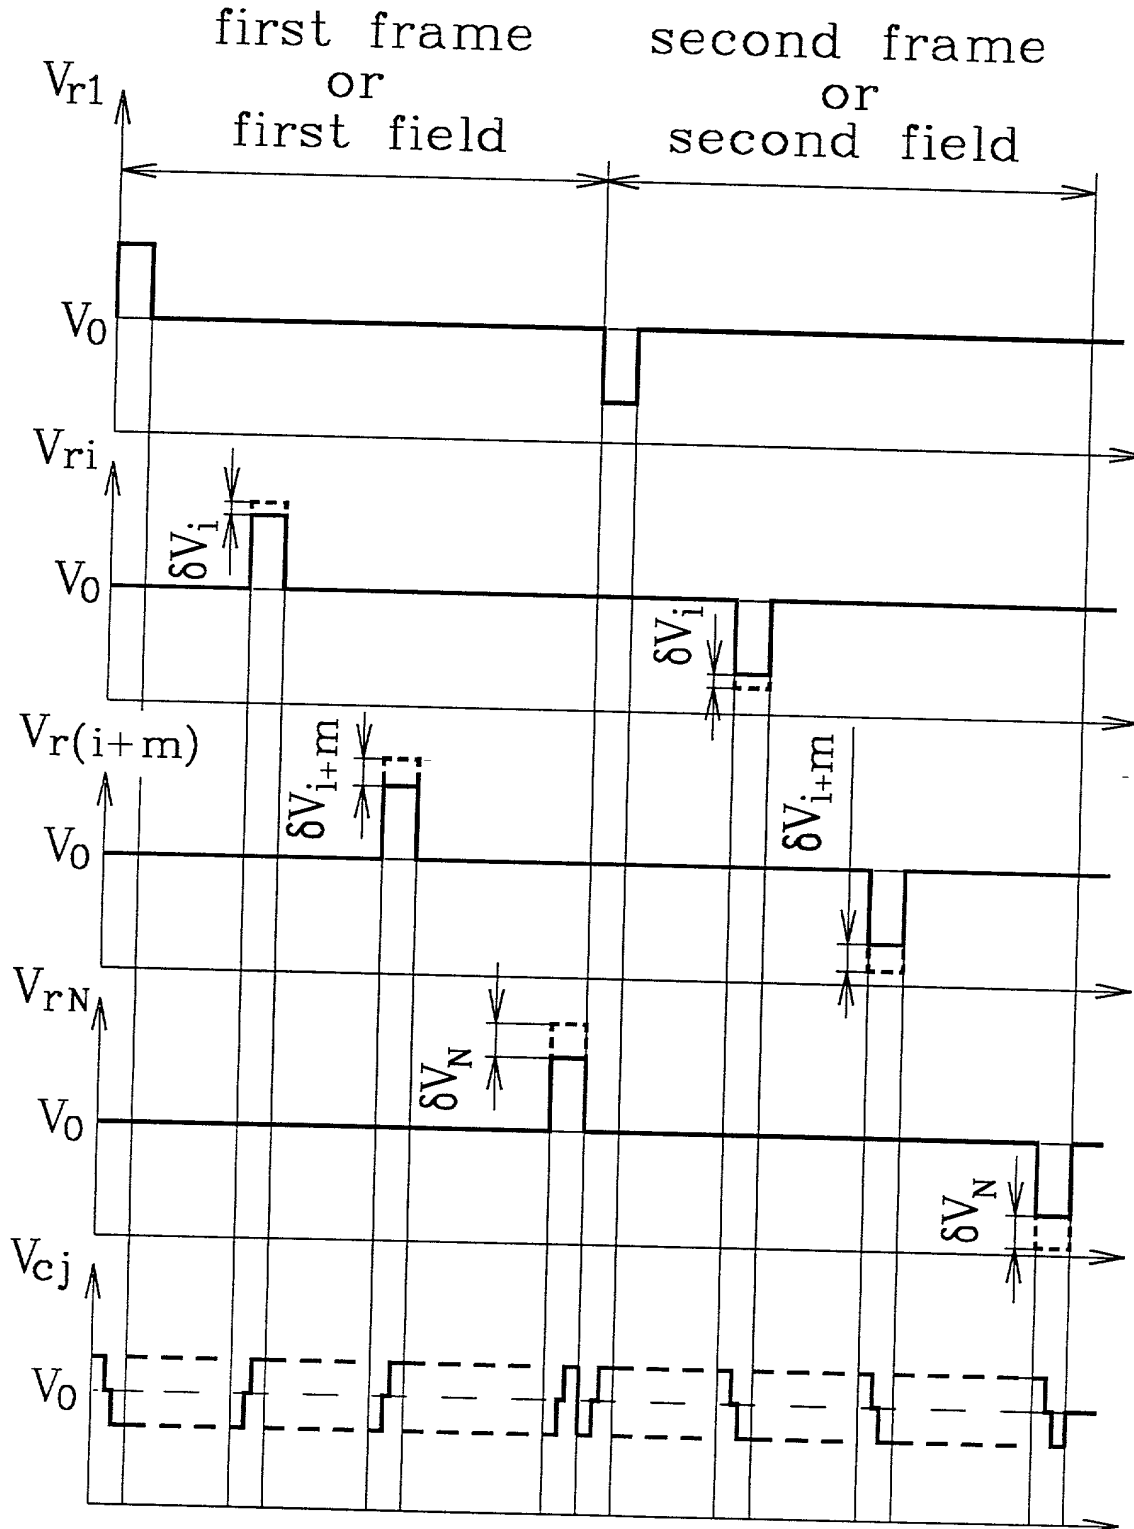 first frame
or
first field
second frame
or
second field
Vr1
V0
Vri
δVi
V0
δVi
Vr(i+m)
δVi+m
δVi+m
V0
VrN
δVN
V0
δVN
Vcj
V0